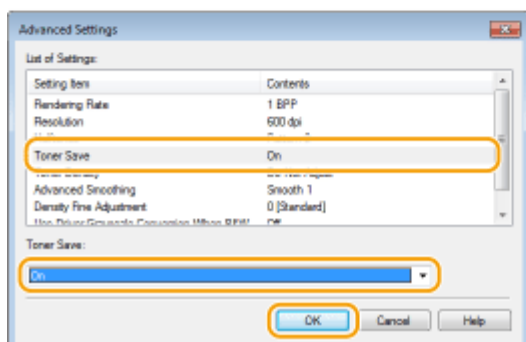 Advanced Settings
List of Settings:
Setting Item Contents
Rendering Rate 1 BPP
Resolution 600 dpi
Toner Save On
Advanced Smoothing Smooth 1
Density Fine Adjustment 0 [Standard]
Toner Save:
On
OK Cancel Help